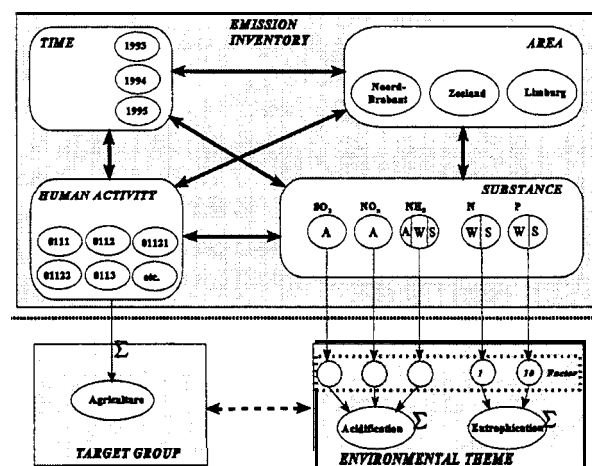 EMISSION
INVENTORY
TIME
1993
1994
1995
AREA
Noord-
Brabant
Zeeland
Limburg
HUMAN ACTIVITY
0111
0112
01121
01122
0113
etc.
SUBSTANCE
SO₂
NOₓ
NH₃
N
P
A
A
A W S
W S
W S
Σ
Agriculture
TARGET GROUP
1
10
Factor
Acidification
Σ
Eutrophication
Σ
ENVIRONMENTAL THEME